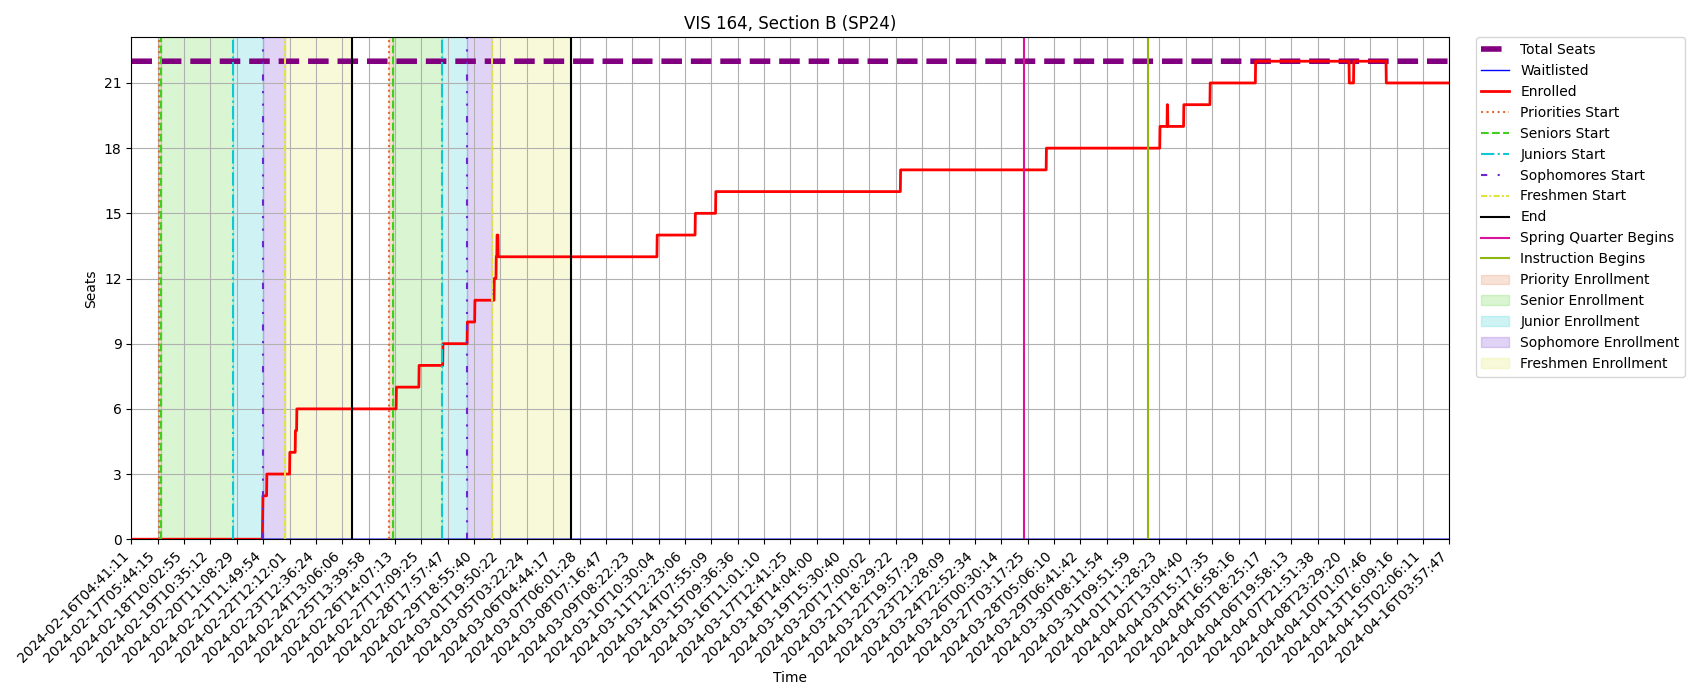 VIS 164, Section B (SP24)
Seats
21
18
15
12
9
6
3
0
2024-02-16T04:41:11
2024-02-17T05:44:15
2024-02-18T10:02:55
2024-02-19T10:35:12
2024-02-20T11:08:29
2024-02-21T11:49:54
2024-02-22T12:12:01
2024-02-23T12:36:24
2024-02-24T13:06:06
2024-02-25T13:39:58
2024-02-26T14:07:13
2024-02-27T17:09:25
2024-02-28T17:57:47
2024-02-29T18:55:40
2024-03-01T19:50:22
2024-03-05T03:22:24
2024-03-06T04:44:17
2024-03-07T06:01:28
2024-03-08T07:16:47
2024-03-09T08:22:23
2024-03-10T10:30:04
2024-03-11T12:23:06
2024-03-14T07:55:09
2024-03-15T09:36:36
2024-03-16T11:01:10
2024-03-17T12:41:25
2024-03-18T14:04:00
2024-03-19T15:30:40
2024-03-20T17:00:02
2024-03-21T18:29:22
2024-03-22T19:57:29
2024-03-23T21:28:09
2024-03-24T22:52:34
2024-03-26T00:30:14
2024-03-27T03:17:25
2024-03-28T05:06:10
2024-03-29T06:41:42
2024-03-30T08:11:54
2024-03-31T09:51:59
2024-04-01T11:28:23
2024-04-02T13:04:40
2024-04-03T15:17:35
2024-04-04T16:58:16
2024-04-05T18:25:17
2024-04-06T19:58:13
2024-04-07T21:51:38
2024-04-08T23:29:20
2024-04-10T01:07:46
2024-04-13T16:09:16
2024-04-15T02:06:11
2024-04-16T03:57:47
Time
Total Seats
Waitlisted
Enrolled
Priorities Start
Seniors Start
Juniors Start
Sophomores Start
Freshmen Start
End
Spring Quarter Begins
Instruction Begins
Priority Enrollment
Senior Enrollment
Junior Enrollment
Sophomore Enrollment
Freshmen Enrollment